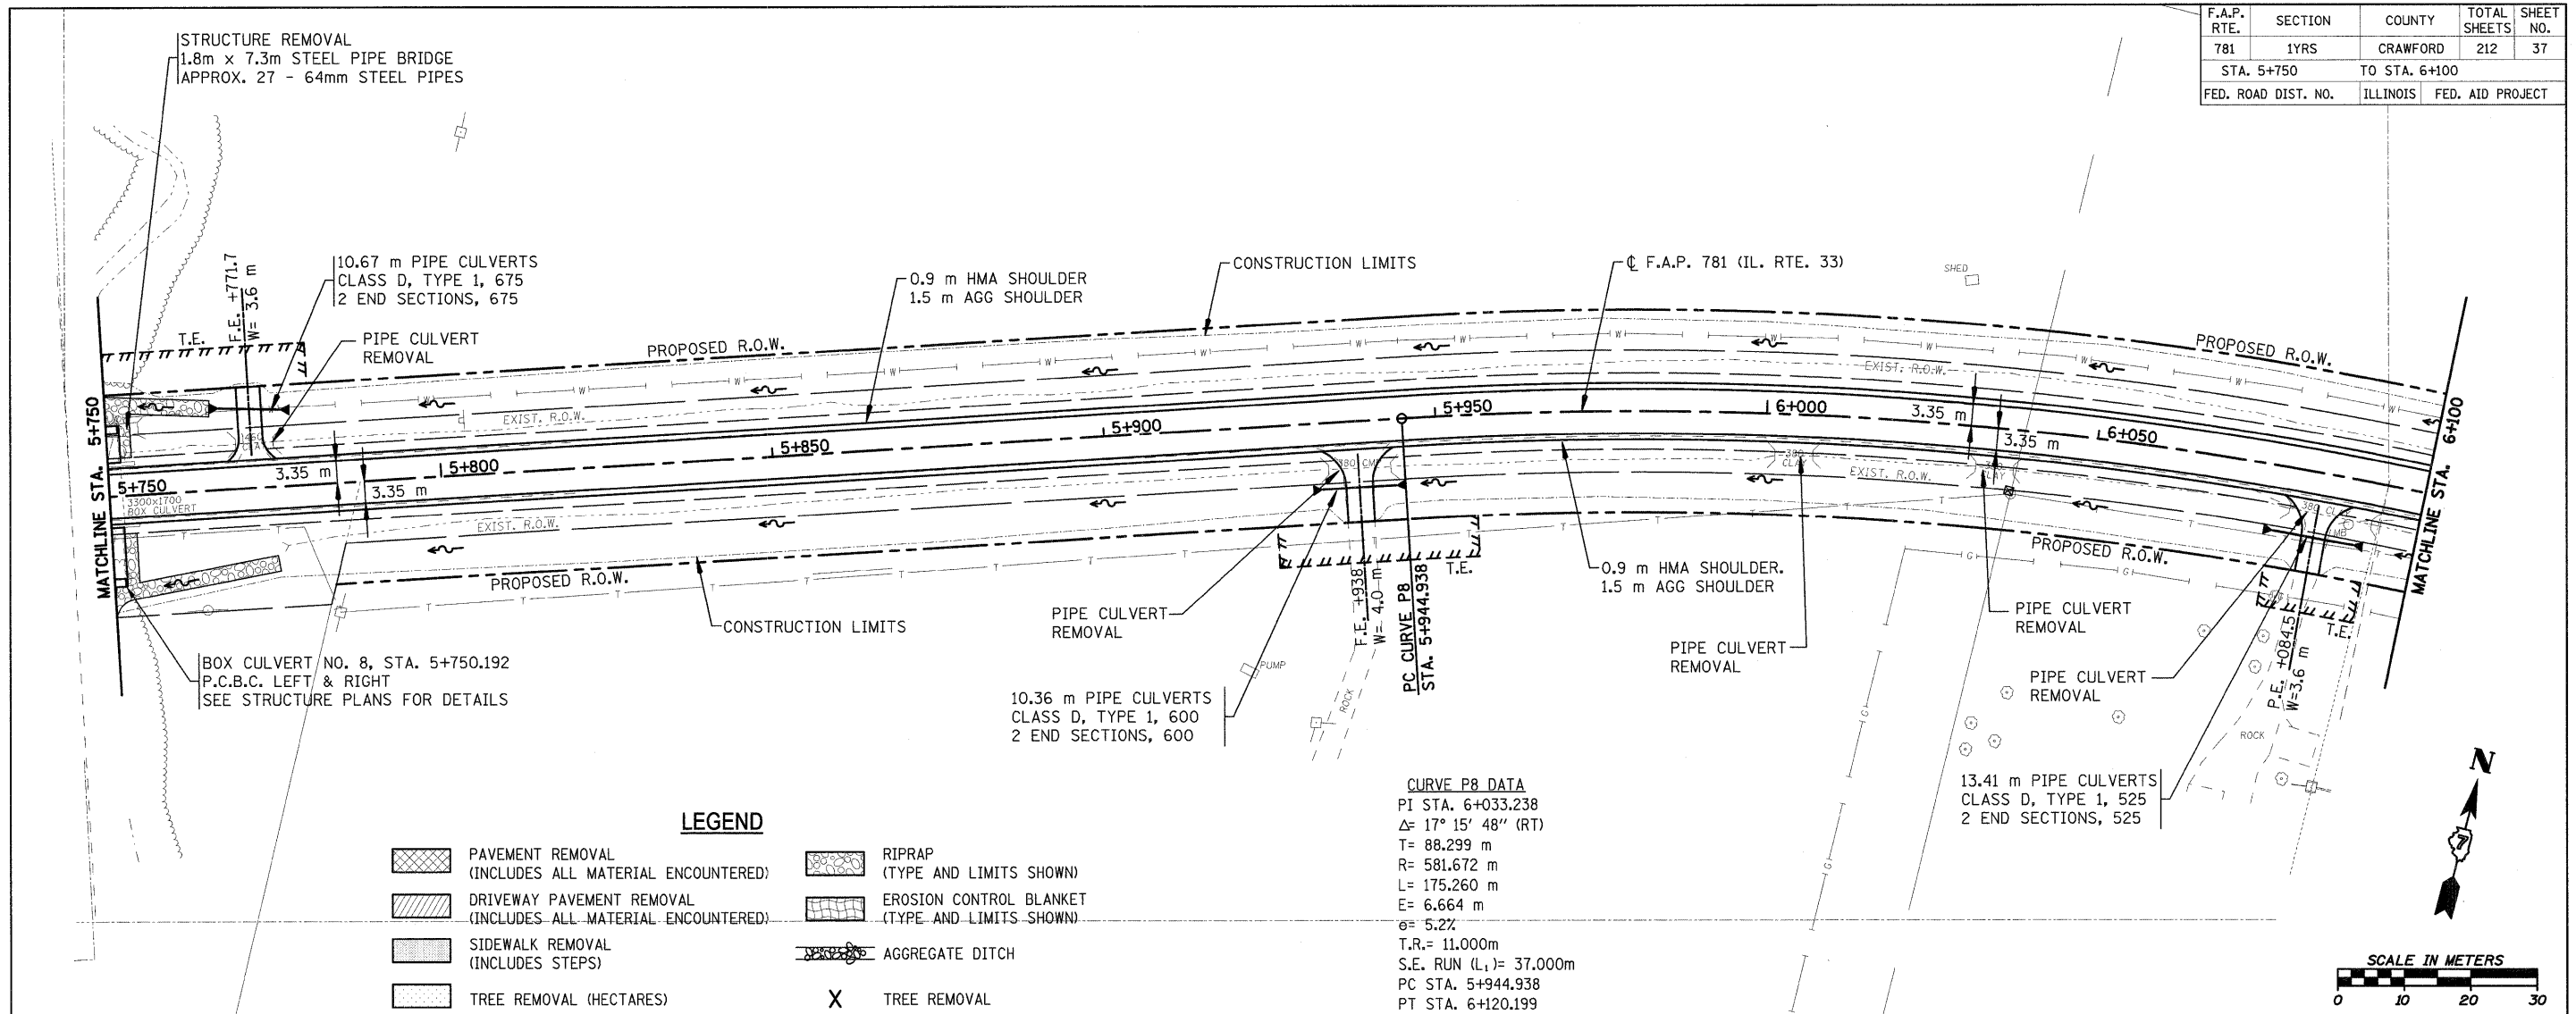 F.A.P. RTE. SECTION COUNTY TOTAL SHEETS SHEET NO.
781 1YRS CRAWFORD 212 37
STA. 5+750 TO STA. 6+100
FED. ROAD DIST. NO. ILLINOIS FED. AID PROJECT
STRUCTURE REMOVAL
1.8m x 7.3m STEEL PIPE BRIDGE
APPROX. 27 - 64mm STEEL PIPES
F.E. +771.7
W= 3.6 m
10.67 m PIPE CULVERTS
CLASS D, TYPE 1, 675
2 END SECTIONS, 675
PIPE CULVERT
REMOVAL
T.E.
0.9 m HMA SHOULDER
1.5 m AGG SHOULDER
CONSTRUCTION LIMITS
℄ F.A.P. 781 (IL. RTE. 33)
SHED
PROPOSED R.O.W.
PROPOSED R.O.W.
EXIST. R.O.W.
EXIST. R.O.W.
MATCHLINE STA. 5+750
5+750
5+800
5+850
5+900
5+950
6+000
6+050
MATCHLINE STA. 6+100
3.35 m
3.35 m
3.35 m
3.35 m
3300x1700
BOX CULVERT
EXIST. R.O.W.
EXIST. R.O.W.
380 CMP
380
CLAY
PROPOSED R.O.W.
PROPOSED R.O.W.
CONSTRUCTION LIMITS
BOX CULVERT NO. 8, STA. 5+750.192
P.C.B.C. LEFT & RIGHT
SEE STRUCTURE PLANS FOR DETAILS
PIPE CULVERT
REMOVAL
10.36 m PIPE CULVERTS
CLASS D, TYPE 1, 600
2 END SECTIONS, 600
PUMP
ROCK
F.E. +938
W= 4.0 m
PC CURVE P8
STA. 5+944.938
T.E.
0.9 m HMA SHOULDER.
1.5 m AGG SHOULDER
PIPE CULVERT
REMOVAL
PIPE CULVERT
REMOVAL
PIPE CULVERT
REMOVAL
P.E. +084.5
W=3.6 m
T.E.
ROCK
13.41 m PIPE CULVERTS
CLASS D, TYPE 1, 525
2 END SECTIONS, 525
CURVE P8 DATA
PI STA. 6+033.238
Δ= 17° 15' 48" (RT)
T= 88.299 m
R= 581.672 m
L= 175.260 m
E= 6.664 m
e= 5.2%
T.R.= 11.000m
S.E. RUN (L₁)= 37.000m
PC STA. 5+944.938
PT STA. 6+120.199
LEGEND
PAVEMENT REMOVAL
(INCLUDES ALL MATERIAL ENCOUNTERED)
DRIVEWAY PAVEMENT REMOVAL
(INCLUDES ALL MATERIAL ENCOUNTERED)
SIDEWALK REMOVAL
(INCLUDES STEPS)
TREE REMOVAL (HECTARES)
RIPRAP
(TYPE AND LIMITS SHOWN)
EROSION CONTROL BLANKET
(TYPE AND LIMITS SHOWN)
AGGREGATE DITCH
X TREE REMOVAL
N
7
SCALE IN METERS
0 10 20 30